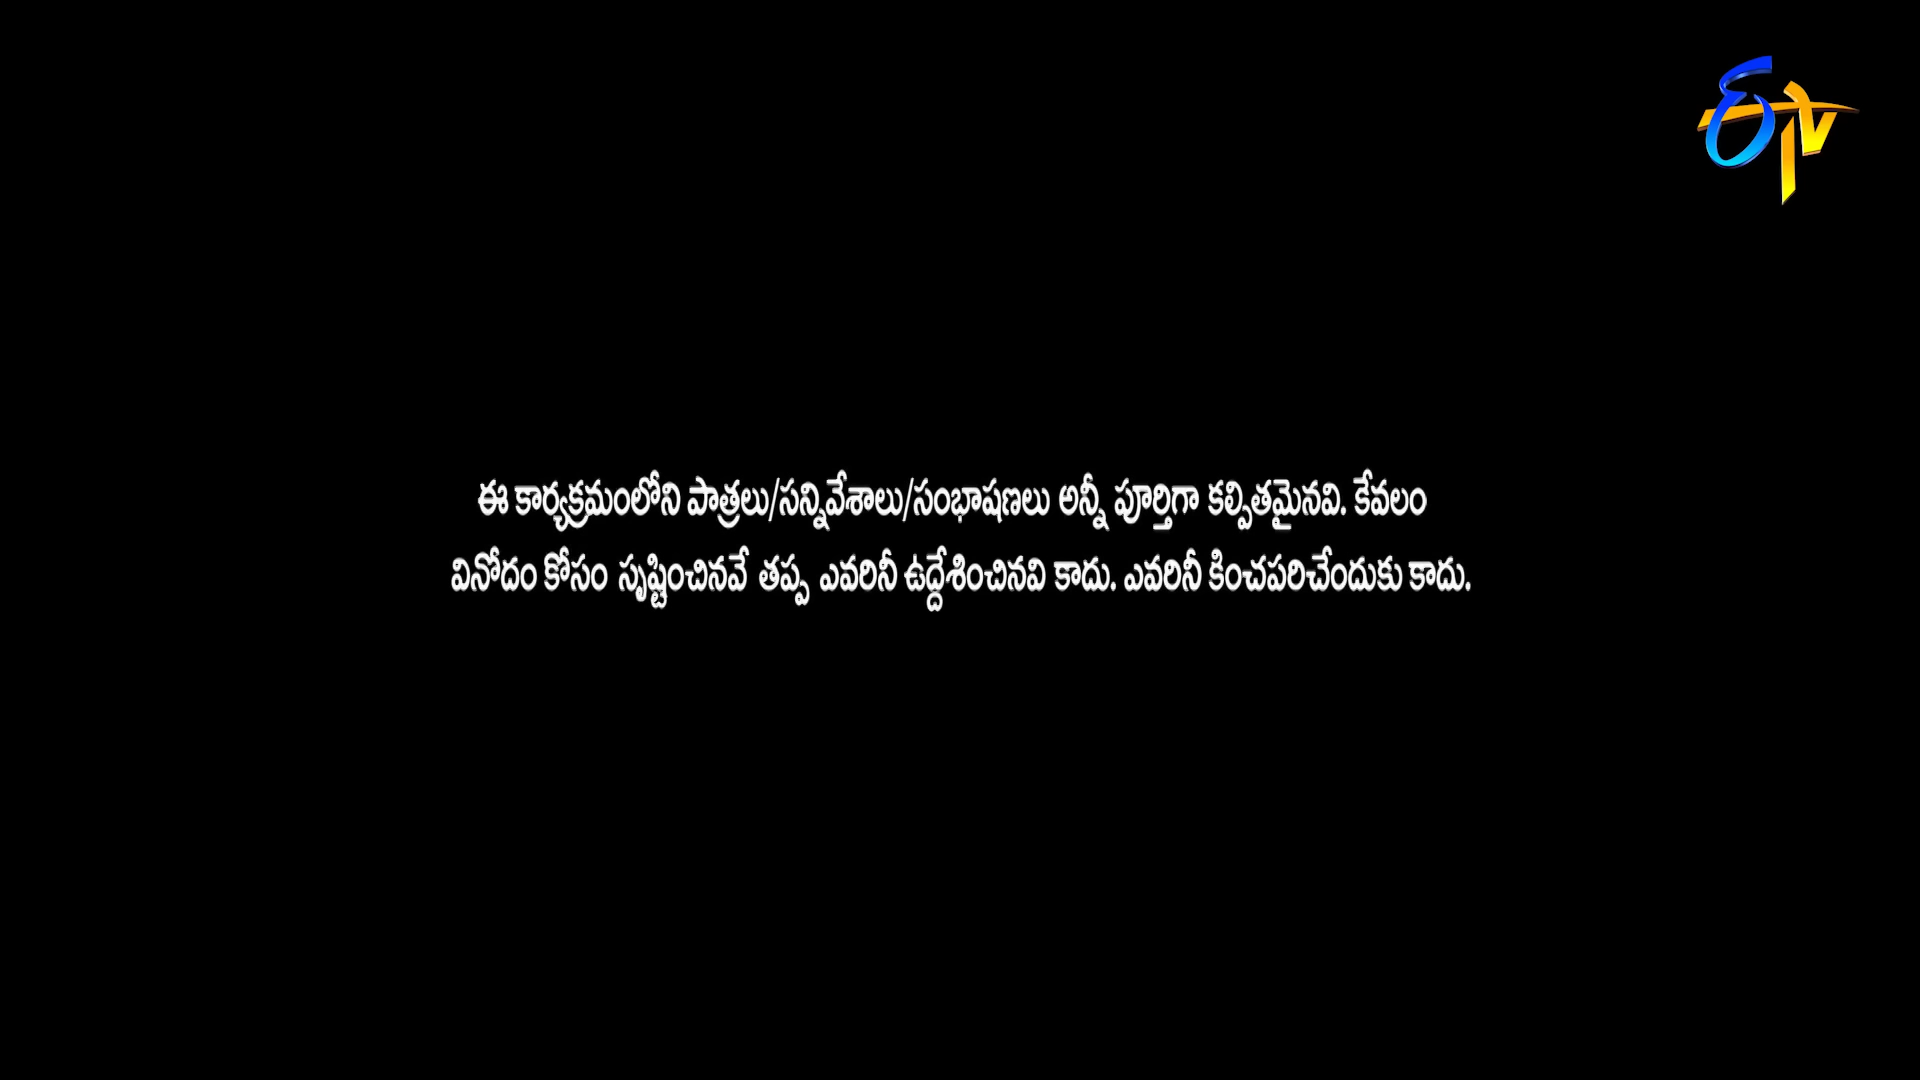 ETV
ఈ కార్యక్రమంలోని పాత్రలు/సన్నివేశాలు/సంభాషణలు అన్నీ పూర్తిగా కల్పితమైనవి. కేవలం
వినోదం కోసం సృష్టించినవే తప్ప ఎవరినీ ఉద్దేశించినవి కాదు. ఎవరినీ కించపరిచేందుకు కాదు.